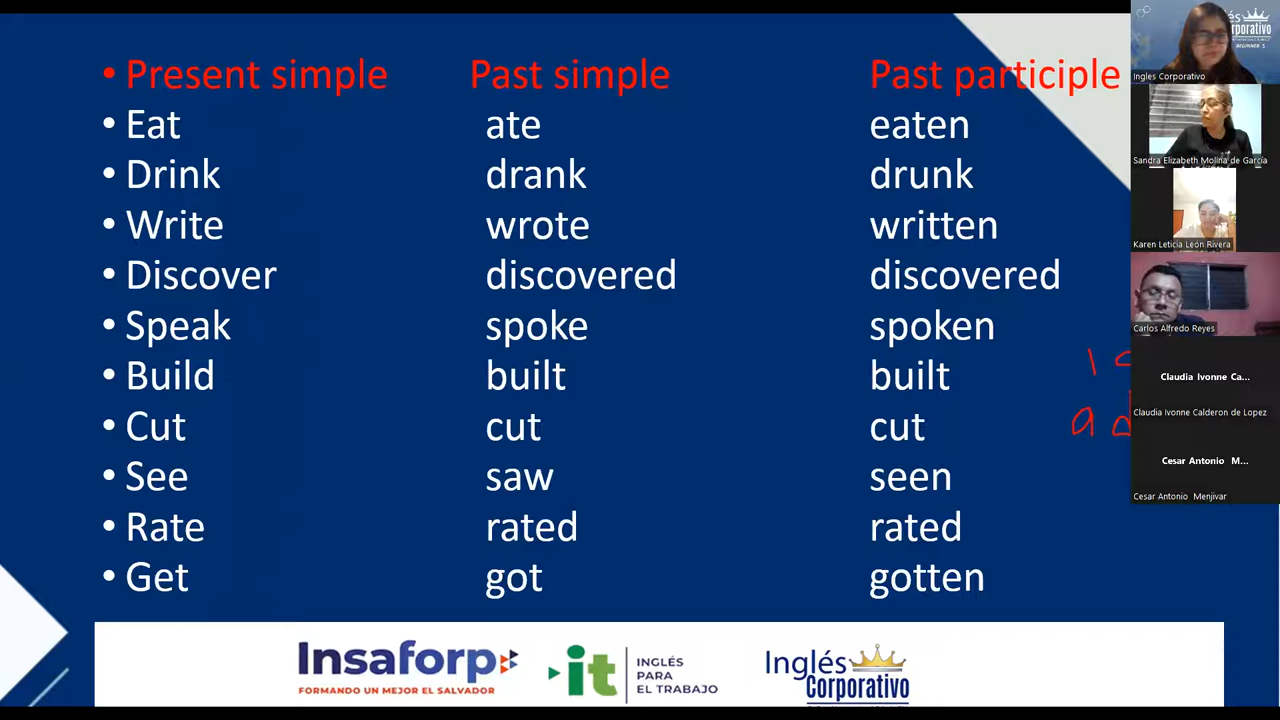 • Present simple Past simple Past participle
• Eat ate eaten
• Drink drank drunk
• Write wrote written
• Discover discovered discovered
• Speak spoke spoken
• Build built built
• Cut cut cut
• See saw seen
• Rate rated rated
• Get got gotten
Insaforp
FORMANDO UN MEJOR EL SALVADOR
it
INGLÉS
PARA
EL TRABAJO
Inglés
Corporativo
Ingles Corporativo
Sandra Elizabeth Molina de García
Karen Leticia León Rivera
Carlos Alfredo Reyes
Claudia Ivonne Ca...
Claudia Ivonne Calderon de Lopez
Cesar Antonio M...
Cesar Antonio Menjivar